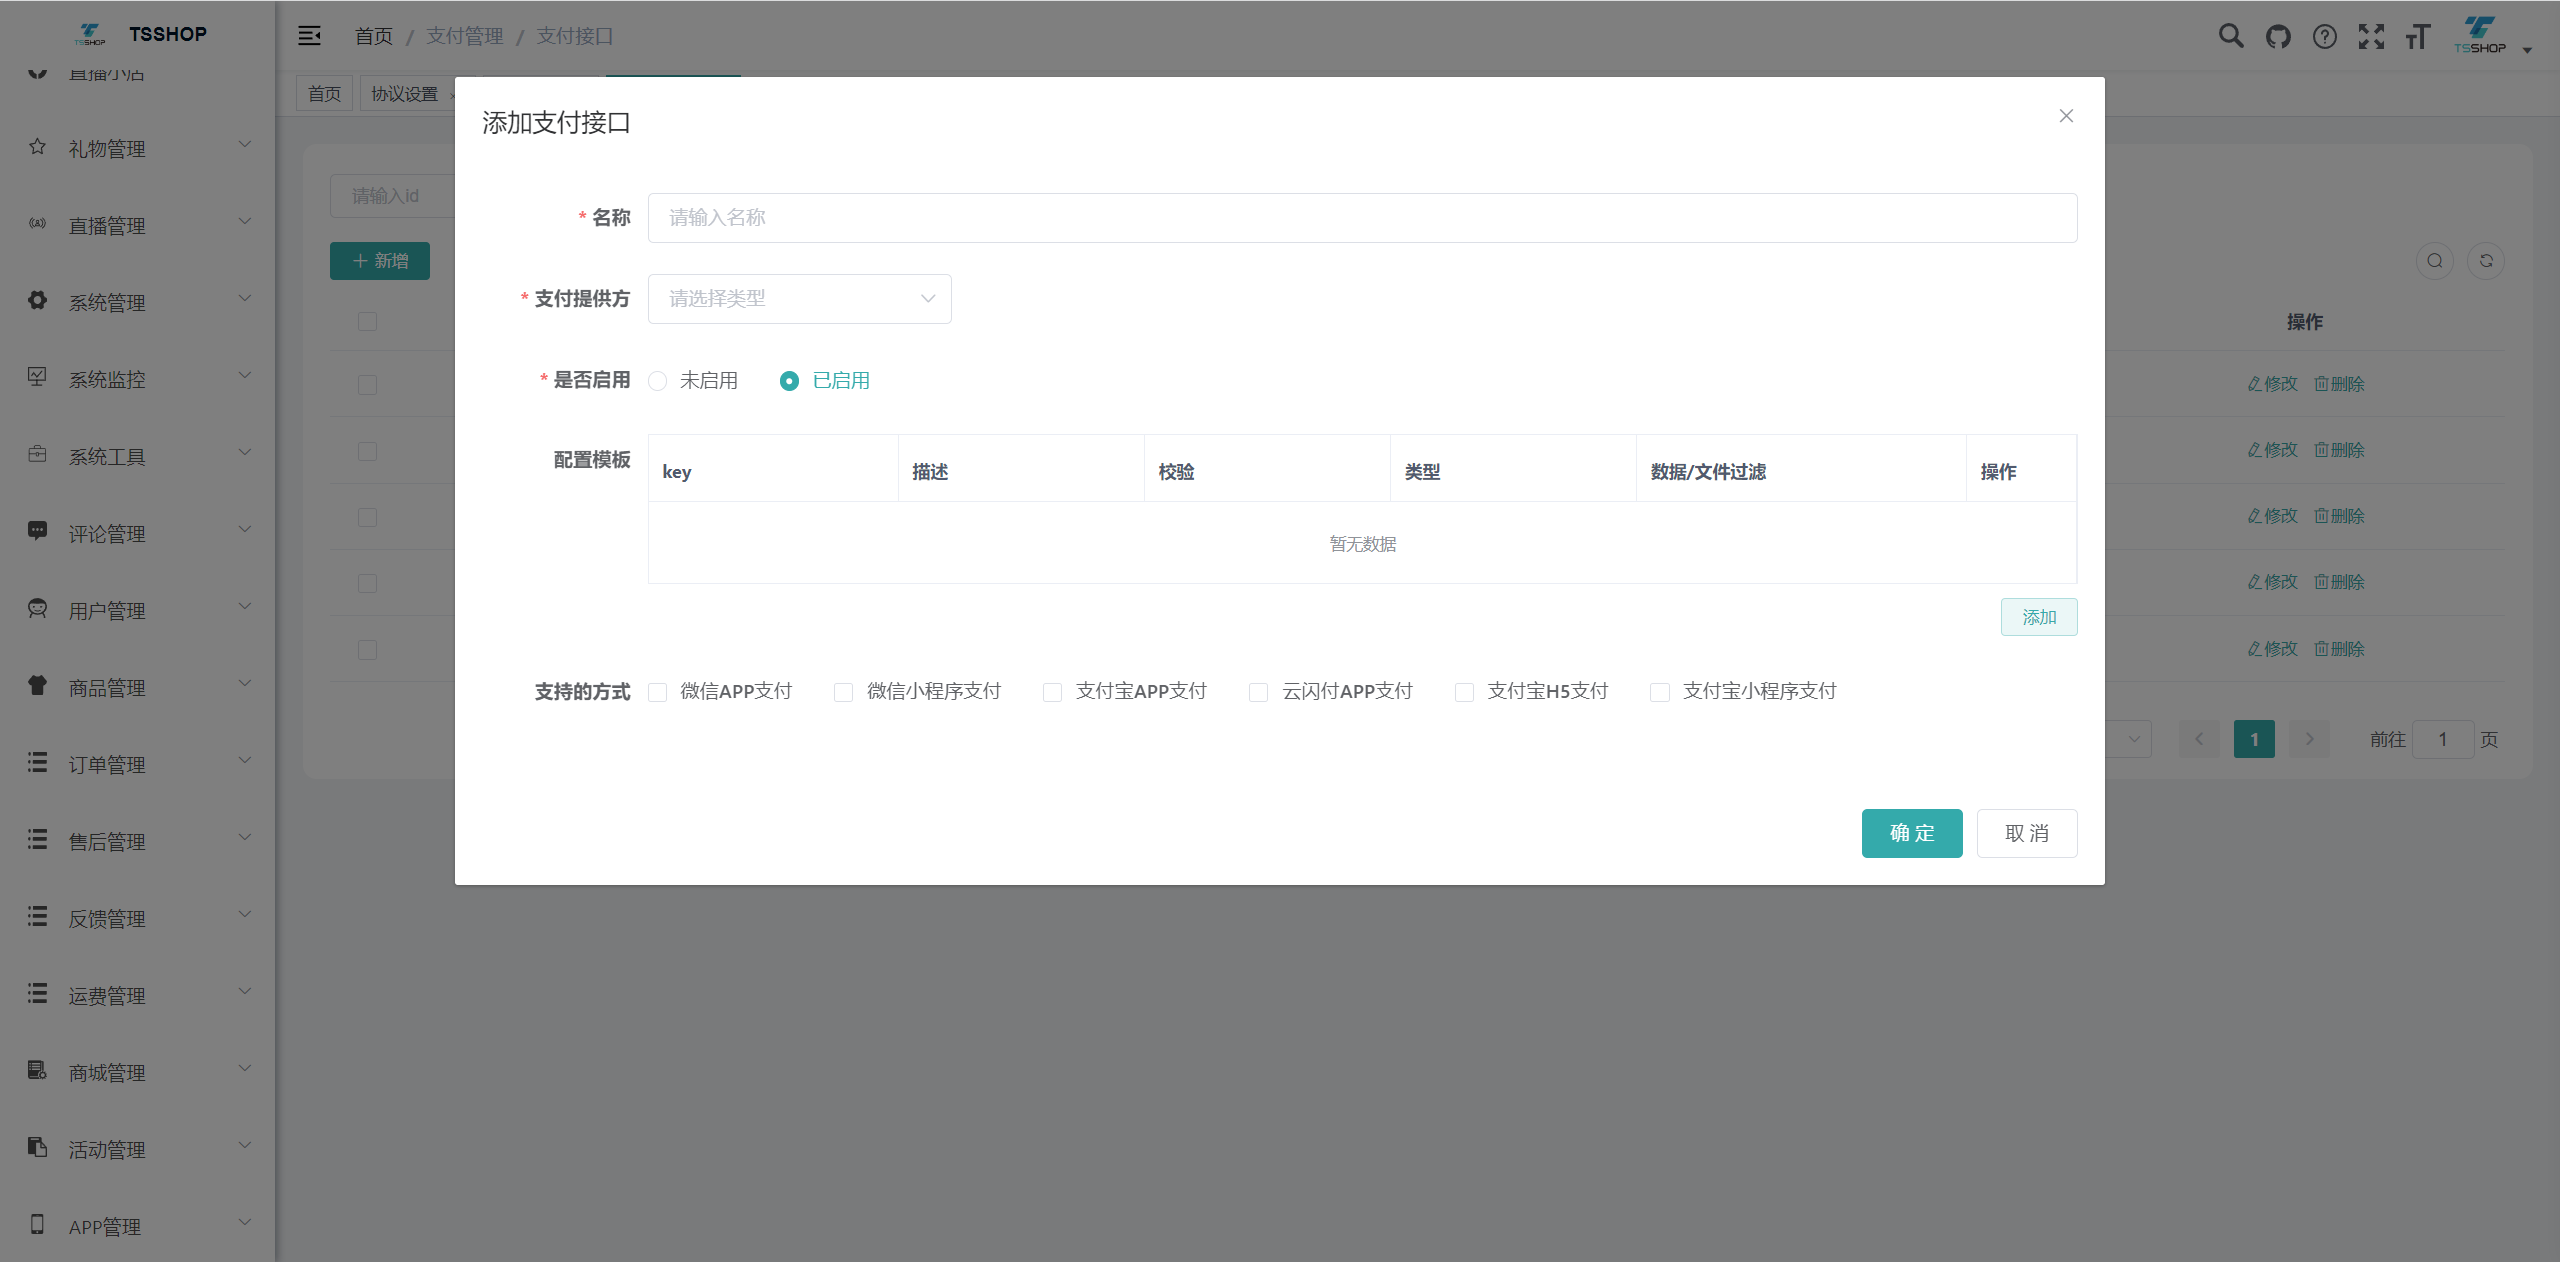 TSSHOP
TSSHOP
首页 / 支付管理 / 支付接口
TSSHOP
直播小店
礼物管理
直播管理
系统管理
系统监控
系统工具
评论管理
用户管理
商品管理
订单管理
售后管理
反馈管理
运费管理
商城管理
活动管理
APP管理
首页
协议设置
请输入id
新增
添加支付接口
* 名称
请输入名称
* 支付提供方
请选择类型
* 是否启用
未启用
已启用
配置模板
key 描述 校验 类型 数据/文件过滤 操作
暂无数据
添加
支持的方式
微信APP支付
微信小程序支付
支付宝APP支付
云闪付APP支付
支付宝H5支付
支付宝小程序支付
确 定
取 消
操作
修改 删除
修改 删除
修改 删除
修改 删除
修改 删除
1
前往 1 页